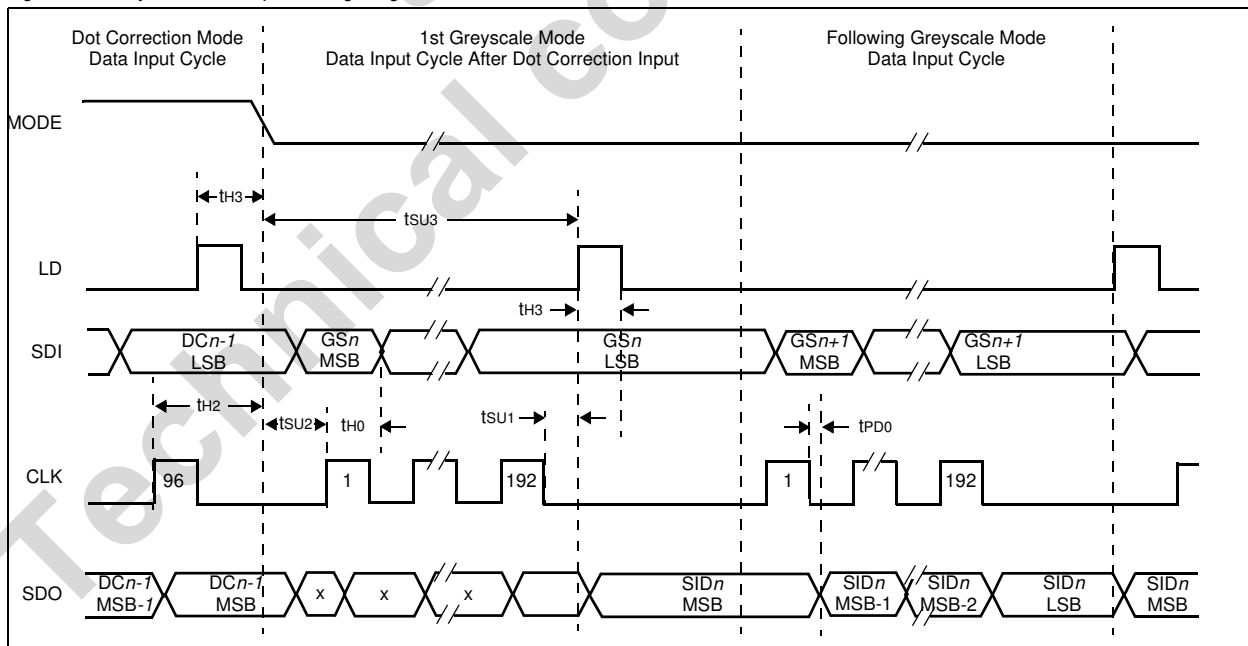 Dot Correction Mode
Data Input Cycle
1st Greyscale Mode
Data Input Cycle After Dot Correction Input
Following Greyscale Mode
Data Input Cycle
MODE
tH3
tSU3
LD
tH3
SDI
DCn-1
LSB
GSn
MSB
GSn
LSB
GSn+1
MSB
GSn+1
LSB
tH2
tSU2
tH0
tSU1
tPD0
CLK
96
1
192
1
192
SDO
DCn-1
MSB-1
DCn-1
MSB
x
x
x
SIDn
MSB
SIDn
MSB-1
SIDn
MSB-2
SIDn
LSB
SIDn
MSB
Technical co